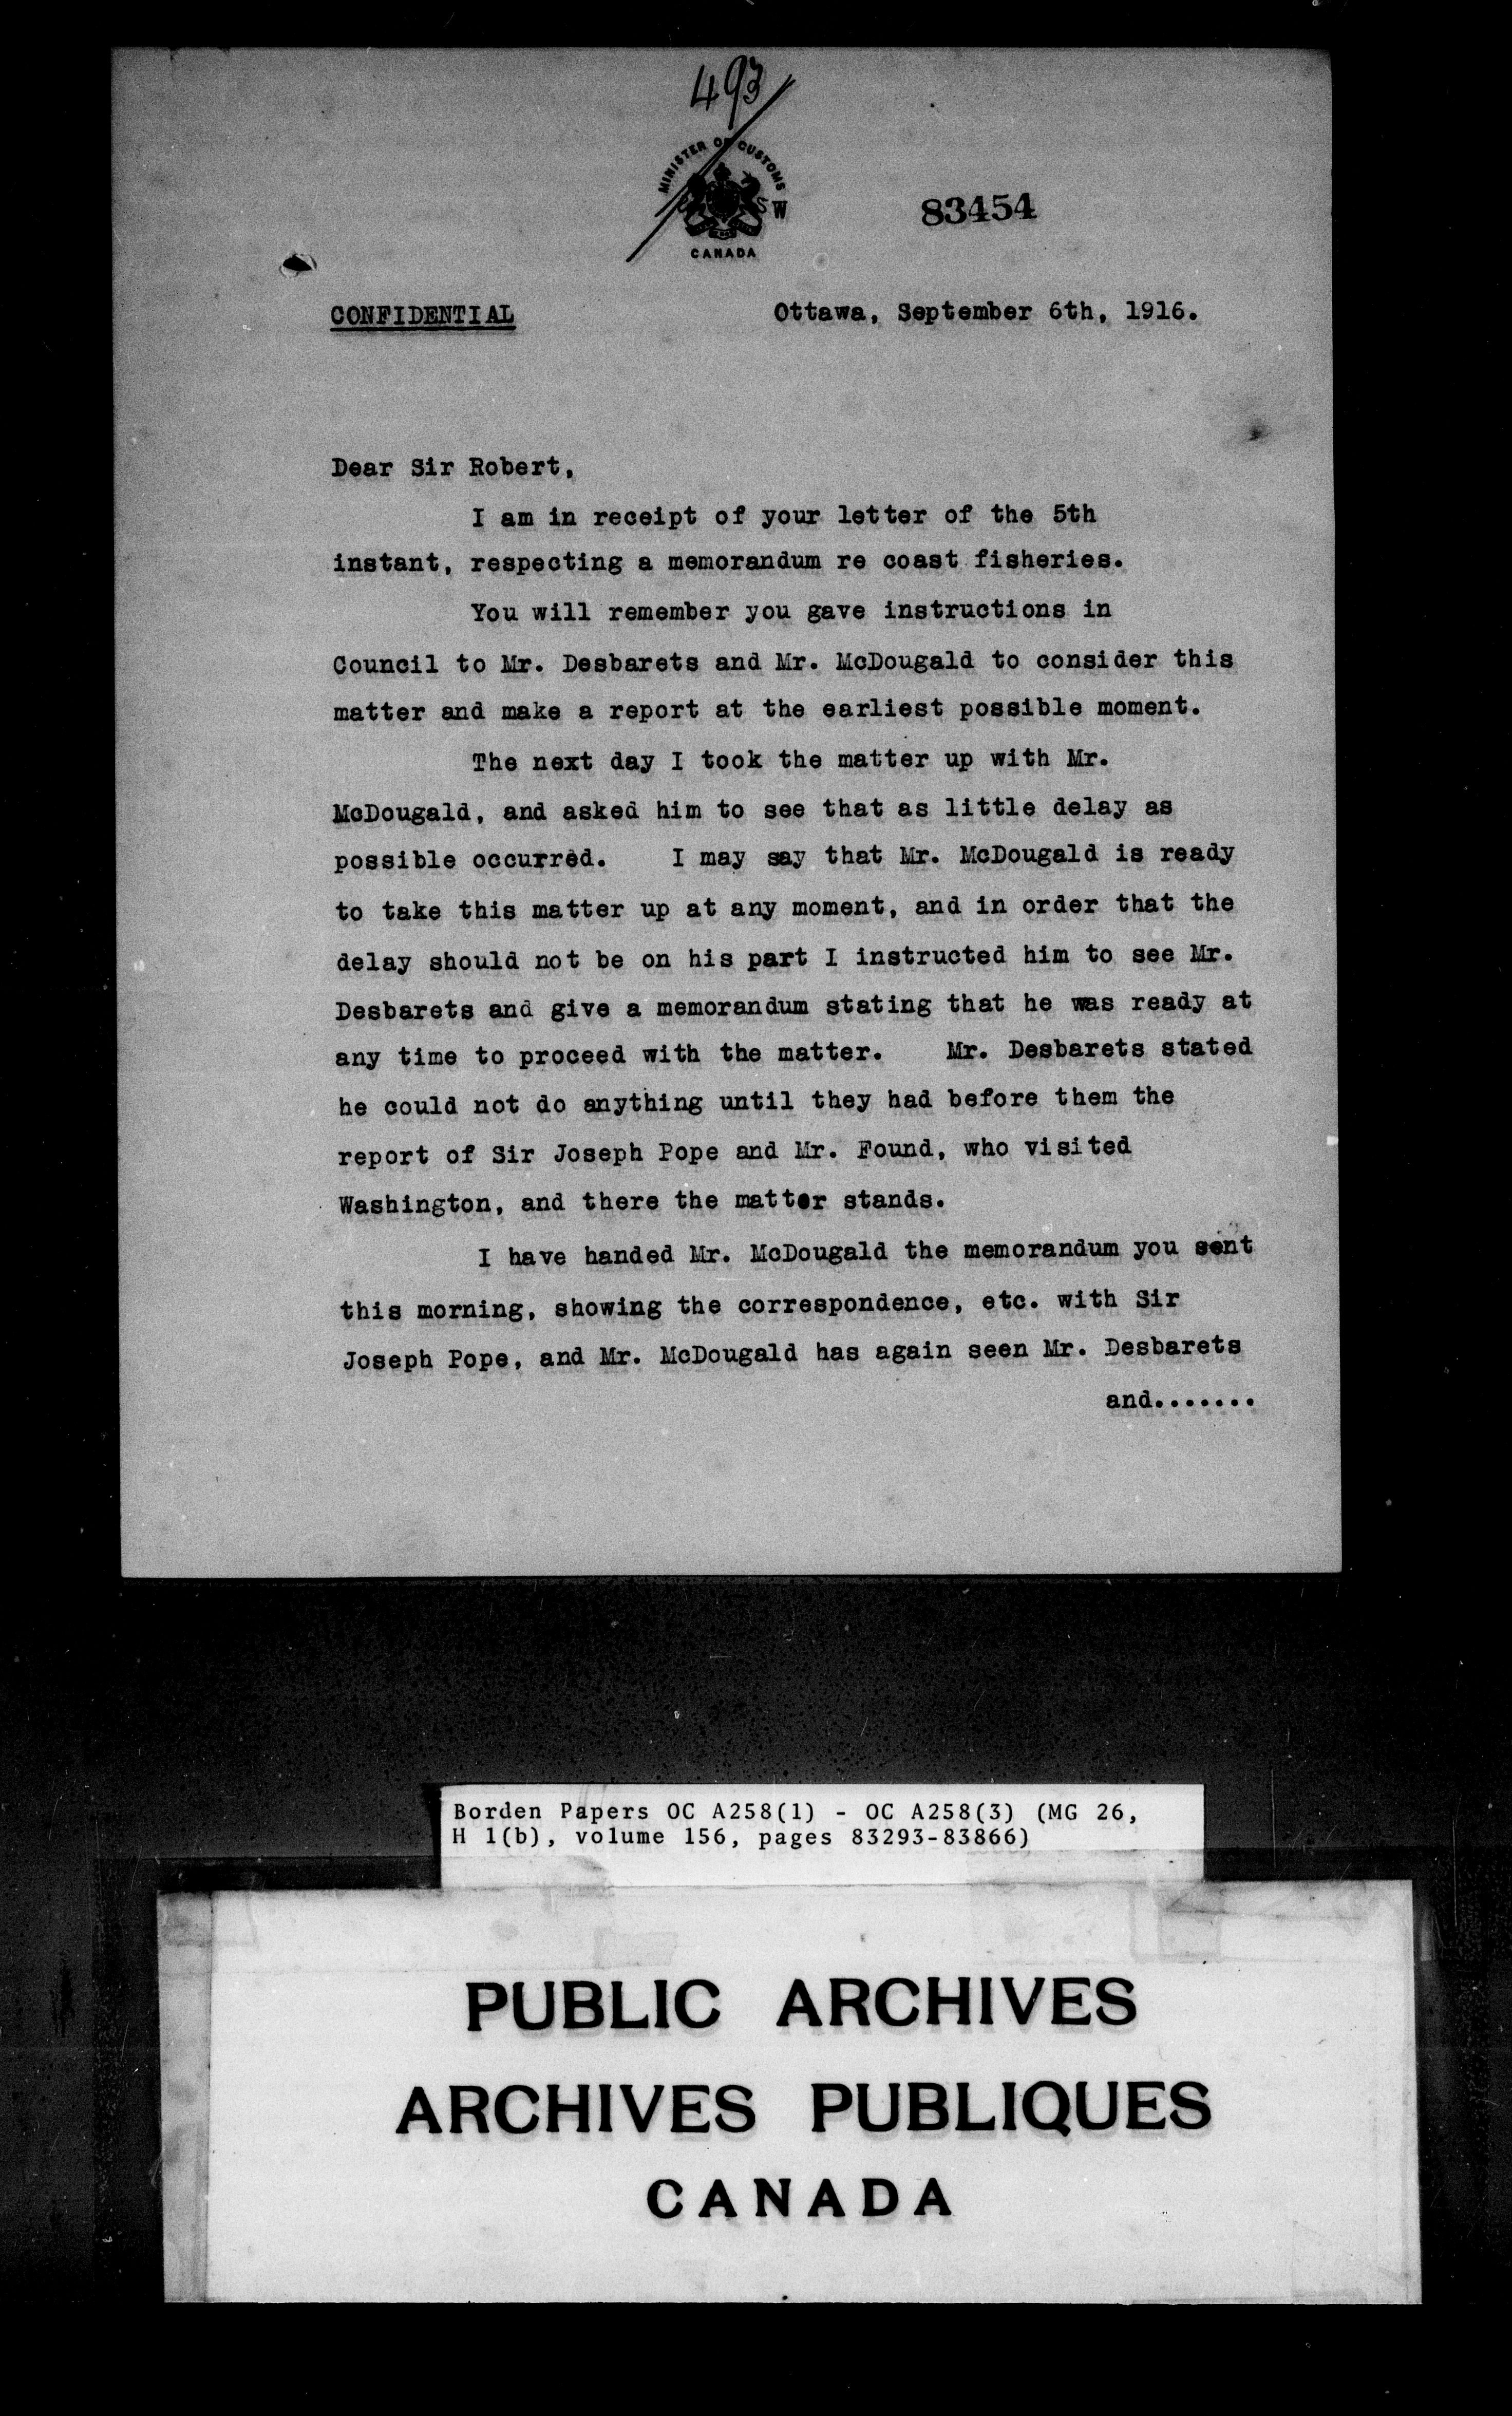 493
MINISTER OF CUSTOMS
CANADA
83454
CONFIDENTIAL Ottawa, September 6th, 1916.
Dear Sir Robert,
I am in receipt of your letter of the 5th
instant, respecting a memorandum re coast fisheries.
You will remember you gave instructions in
Council to Mr. Desbarets and Mr. McDougald to consider this
matter and make a report at the earliest possible moment.
The next day I took the matter up with Mr.
McDougald, and asked him to see that as little delay as
possible occurred. I may say that Mr. McDougald is ready
to take this matter up at any moment, and in order that the
delay should not be on his part I instructed him to see Mr.
Desbarets and give a memorandum stating that he was ready at
any time to proceed with the matter. Mr. Desbarets stated
he could not do anything until they had before them the
report of Sir Joseph Pope and Mr. Found, who visited
Washington, and there the matter stands.
I have handed Mr. McDougald the memorandum you sent
this morning, showing the correspondence, etc. with Sir
Joseph Pope, and Mr. McDougald has again seen Mr. Desbarets
and.......
Borden Papers OC A258(1) - OC A258(3) (MG 26,
H 1(b), volume 156, pages 83293-83866)
PUBLIC ARCHIVES
ARCHIVES PUBLIQUES
CANADA